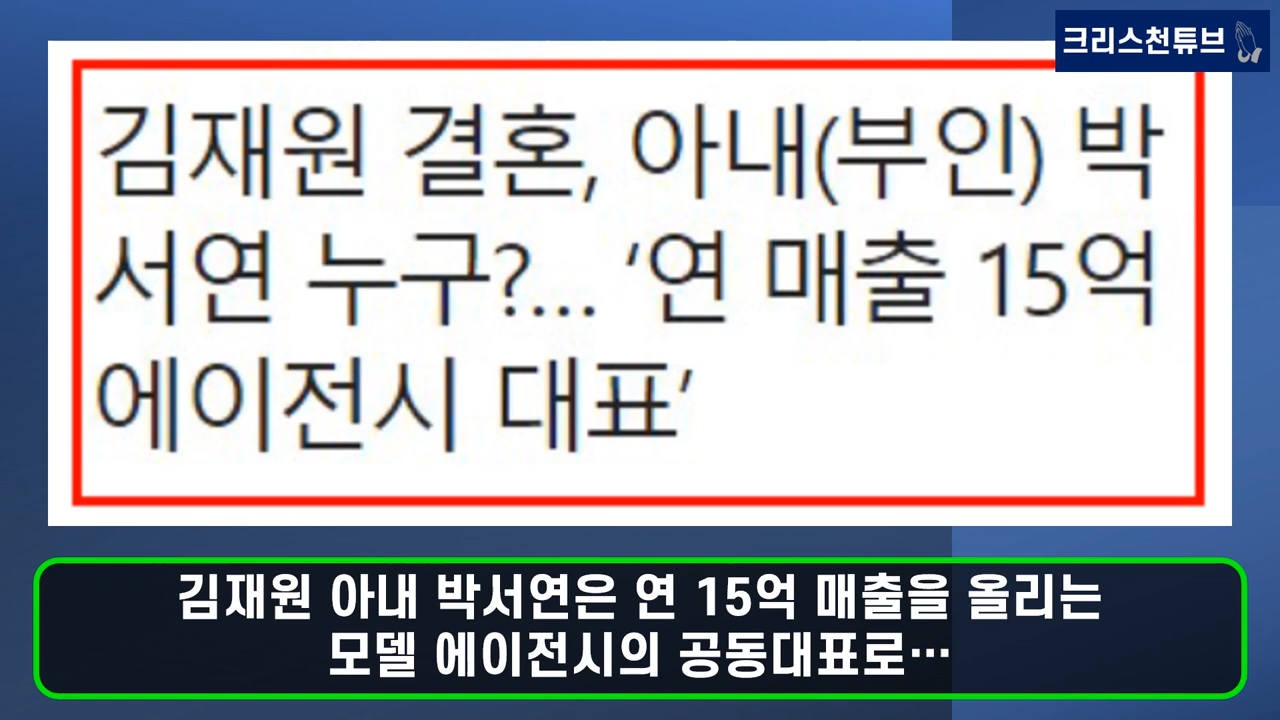 크리스천튜브
김재원 결혼, 아내(부인) 박
서연 누구?... ‘연 매출 15억
에이전시 대표’
김재원 아내 박서연은 연 15억 매출을 올리는
모델 에이전시의 공동대표로…